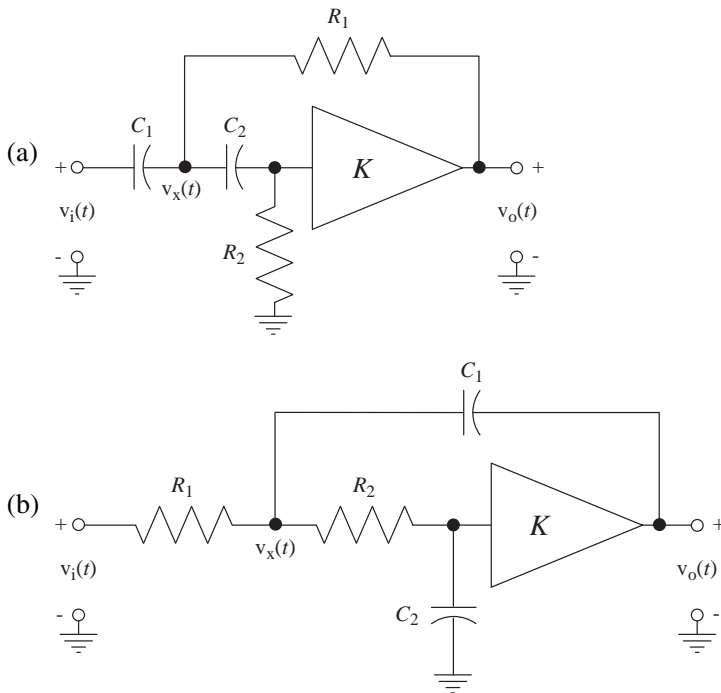 R1
(a)
C1
C2
K
+
+
vx(t)
vi(t)
vo(t)
R2
-
-
C1
(b)
R1
R2
K
+
+
vx(t)
vi(t)
vo(t)
C2
-
-